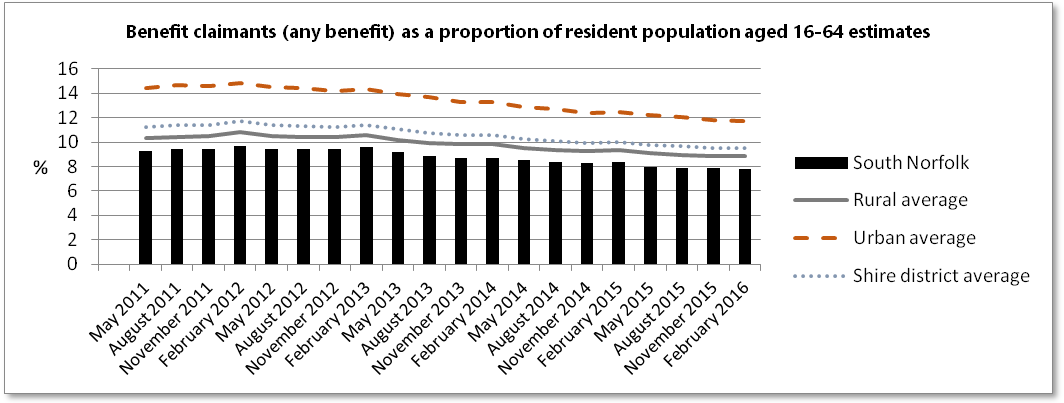 Benefit claimants (any benefit) as a proportion of resident population aged 16-64 estimates
16
14
12
10
8
6
4
2
0
%
May 2011
August 2011
November 2011
February 2012
May 2012
August 2012
November 2012
February 2013
May 2013
August 2013
November 2013
February 2014
May 2014
August 2014
November 2014
February 2015
May 2015
August 2015
November 2015
February 2016
South Norfolk
Rural average
Urban average
Shire district average